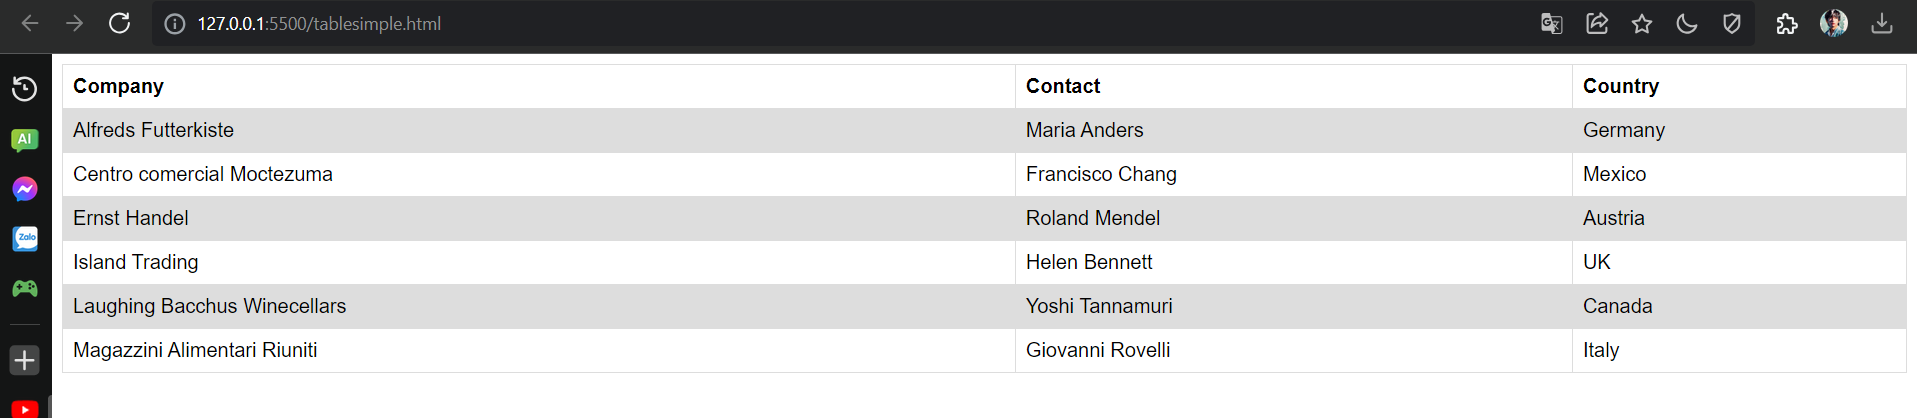 127.0.0.1:5500/tablesimple.html
AI
Zalo
Company Contact Country
Alfreds Futterkiste Maria Anders Germany
Centro comercial Moctezuma Francisco Chang Mexico
Ernst Handel Roland Mendel Austria
Island Trading Helen Bennett UK
Laughing Bacchus Winecellars Yoshi Tannamuri Canada
Magazzini Alimentari Riuniti Giovanni Rovelli Italy